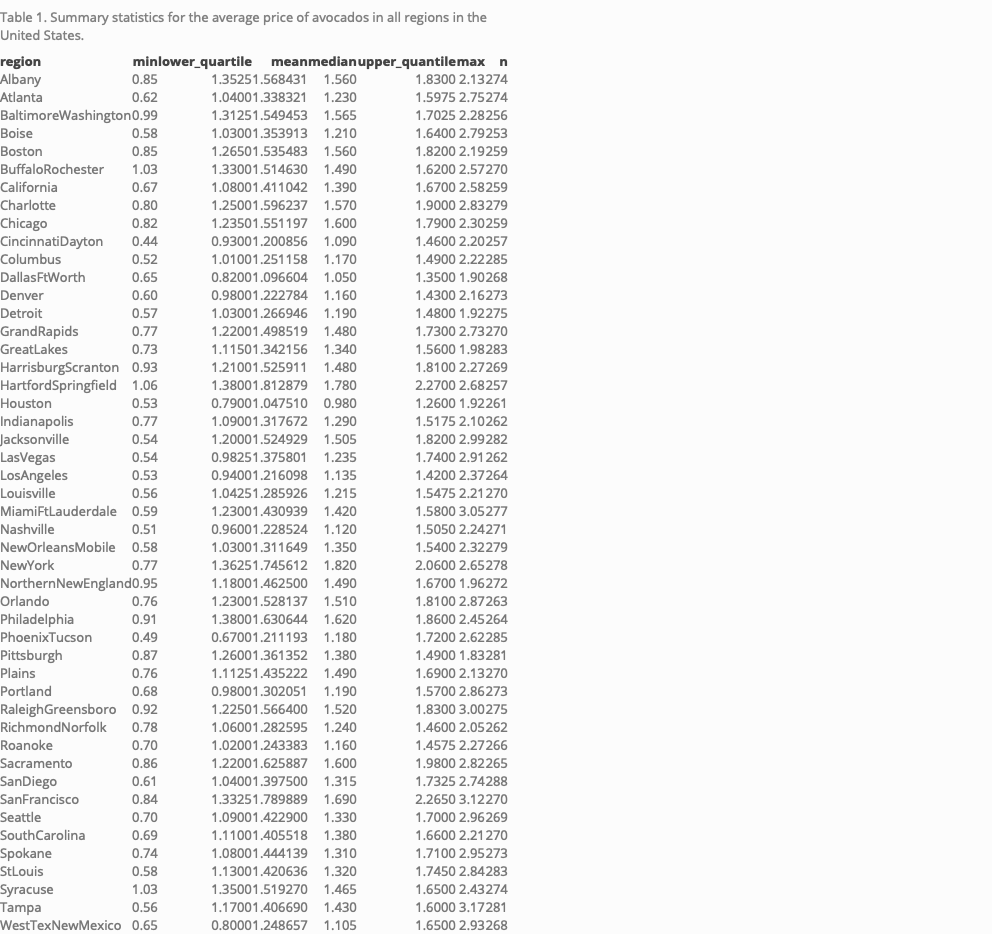 Table 1. Summary statistics for the average price of avocados in all regions in the
United States.
region min lower_quartile mean median upper_quantile max n
Albany 0.85 1.3525 1.568431 1.560 1.8300 2.13 274
Atlanta 0.62 1.0400 1.338321 1.230 1.5975 2.75 274
BaltimoreWashington 0.99 1.3125 1.549453 1.565 1.7025 2.28 256
Boise 0.58 1.0300 1.353913 1.210 1.6400 2.79 253
Boston 0.85 1.2650 1.535483 1.560 1.8200 2.19 259
BuffaloRochester 1.03 1.3300 1.514630 1.490 1.6200 2.57 270
California 0.67 1.0800 1.411042 1.390 1.6700 2.58 259
Charlotte 0.80 1.2500 1.596237 1.570 1.9000 2.83 279
Chicago 0.82 1.2350 1.551197 1.600 1.7900 2.30 259
CincinnatiDayton 0.44 0.9300 1.200856 1.090 1.4600 2.20 257
Columbus 0.52 1.0100 1.251158 1.170 1.4900 2.22 285
DallasFtWorth 0.65 0.8200 1.096604 1.050 1.3500 1.90 268
Denver 0.60 0.9800 1.222784 1.160 1.4300 2.16 273
Detroit 0.57 1.0300 1.266946 1.190 1.4800 1.92 275
GrandRapids 0.77 1.2200 1.498519 1.480 1.7300 2.73 270
GreatLakes 0.73 1.1150 1.342156 1.340 1.5600 1.98 283
HarrisburgScranton 0.93 1.2100 1.525911 1.480 1.8100 2.27 269
HartfordSpringfield 1.06 1.3800 1.812879 1.780 2.2700 2.68 257
Houston 0.53 0.7900 1.047510 0.980 1.2600 1.92 261
Indianapolis 0.77 1.0900 1.317672 1.290 1.5175 2.10 262
Jacksonville 0.54 1.2000 1.524929 1.505 1.8200 2.99 282
LasVegas 0.54 0.9825 1.375801 1.235 1.7400 2.91 262
LosAngeles 0.53 0.9400 1.216098 1.135 1.4200 2.37 264
Louisville 0.56 1.0425 1.285926 1.215 1.5475 2.21 270
MiamiFtLauderdale 0.59 1.2300 1.430939 1.420 1.5800 3.05 277
Nashville 0.51 0.9600 1.228524 1.120 1.5050 2.24 271
NewOrleansMobile 0.58 1.0300 1.311649 1.350 1.5400 2.32 279
NewYork 0.77 1.3625 1.745612 1.820 2.0600 2.65 278
NorthernNewEngland 0.95 1.1800 1.462500 1.490 1.6700 1.96 272
Orlando 0.76 1.2300 1.528137 1.510 1.8100 2.87 263
Philadelphia 0.91 1.3800 1.630644 1.620 1.8600 2.45 264
PhoenixTucson 0.49 0.6700 1.211193 1.180 1.7200 2.62 285
Pittsburgh 0.87 1.2600 1.361352 1.380 1.4900 1.83 281
Plains 0.76 1.1125 1.435222 1.490 1.6900 2.13 270
Portland 0.68 0.9800 1.302051 1.190 1.5700 2.86 273
RaleighGreensboro 0.92 1.2250 1.566400 1.520 1.8300 3.00 275
RichmondNorfolk 0.78 1.0600 1.282595 1.240 1.4600 2.05 262
Roanoke 0.70 1.0200 1.243383 1.160 1.4575 2.27 266
Sacramento 0.86 1.2200 1.625887 1.600 1.9800 2.82 265
SanDiego 0.61 1.0400 1.397500 1.315 1.7325 2.74 288
SanFrancisco 0.84 1.3325 1.789889 1.690 2.2650 3.12 270
Seattle 0.70 1.0900 1.422900 1.330 1.7000 2.96 269
SouthCarolina 0.69 1.1100 1.405518 1.380 1.6600 2.21 270
Spokane 0.74 1.0800 1.444139 1.310 1.7100 2.95 273
StLouis 0.58 1.1300 1.420636 1.320 1.7450 2.84 283
Syracuse 1.03 1.3500 1.519270 1.465 1.6500 2.43 274
Tampa 0.56 1.1700 1.406690 1.430 1.6000 3.17 281
WestTexNewMexico 0.65 0.8000 1.248657 1.105 1.6500 2.93 268